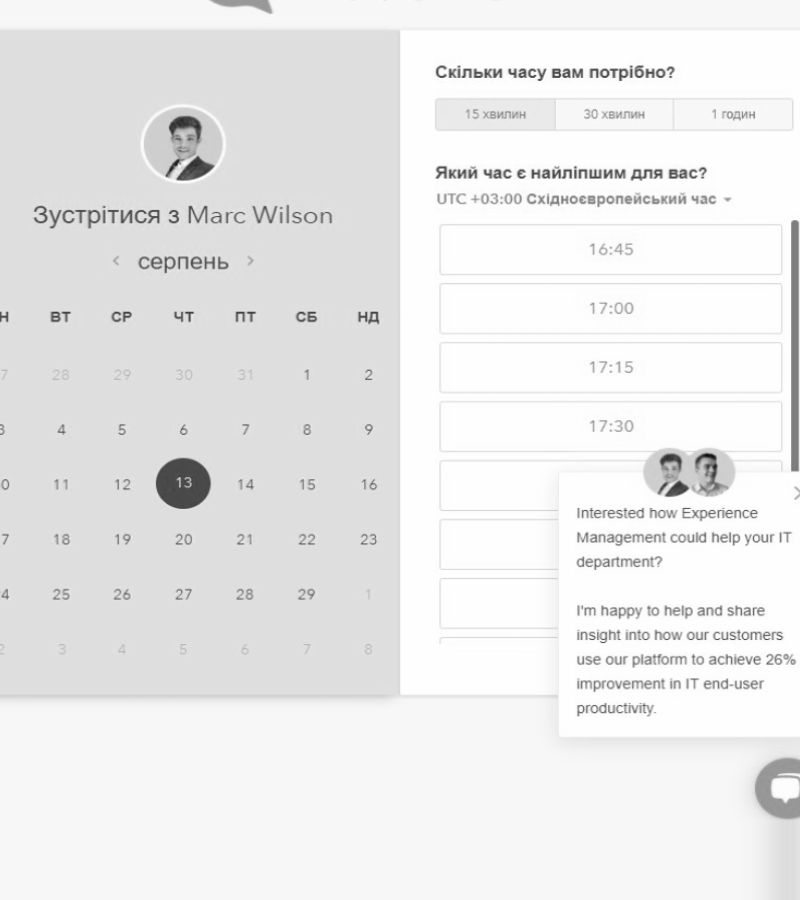 Зустрітися з Marc Wilson
серпень
Н ВТ СР ЧТ ПТ СБ НД
7 28 29 30 31 1 2
3 4 5 6 7 8 9
0 11 12 13 14 15 16
7 18 19 20 21 22 23
4 25 26 27 28 29 1
2 3 4 5 6 7 8
Скільки часу вам потрібно?
15 хвилин 30 хвилин 1 годин
Який час є найліпшим для вас?
UTC +03:00 Східноєвропейський час
16:45
17:00
17:15
17:30
Interested how Experience
Management could help your IT
department?
I'm happy to help and share
insight into how our customers
use our platform to achieve 26%
improvement in IT end-user
productivity.